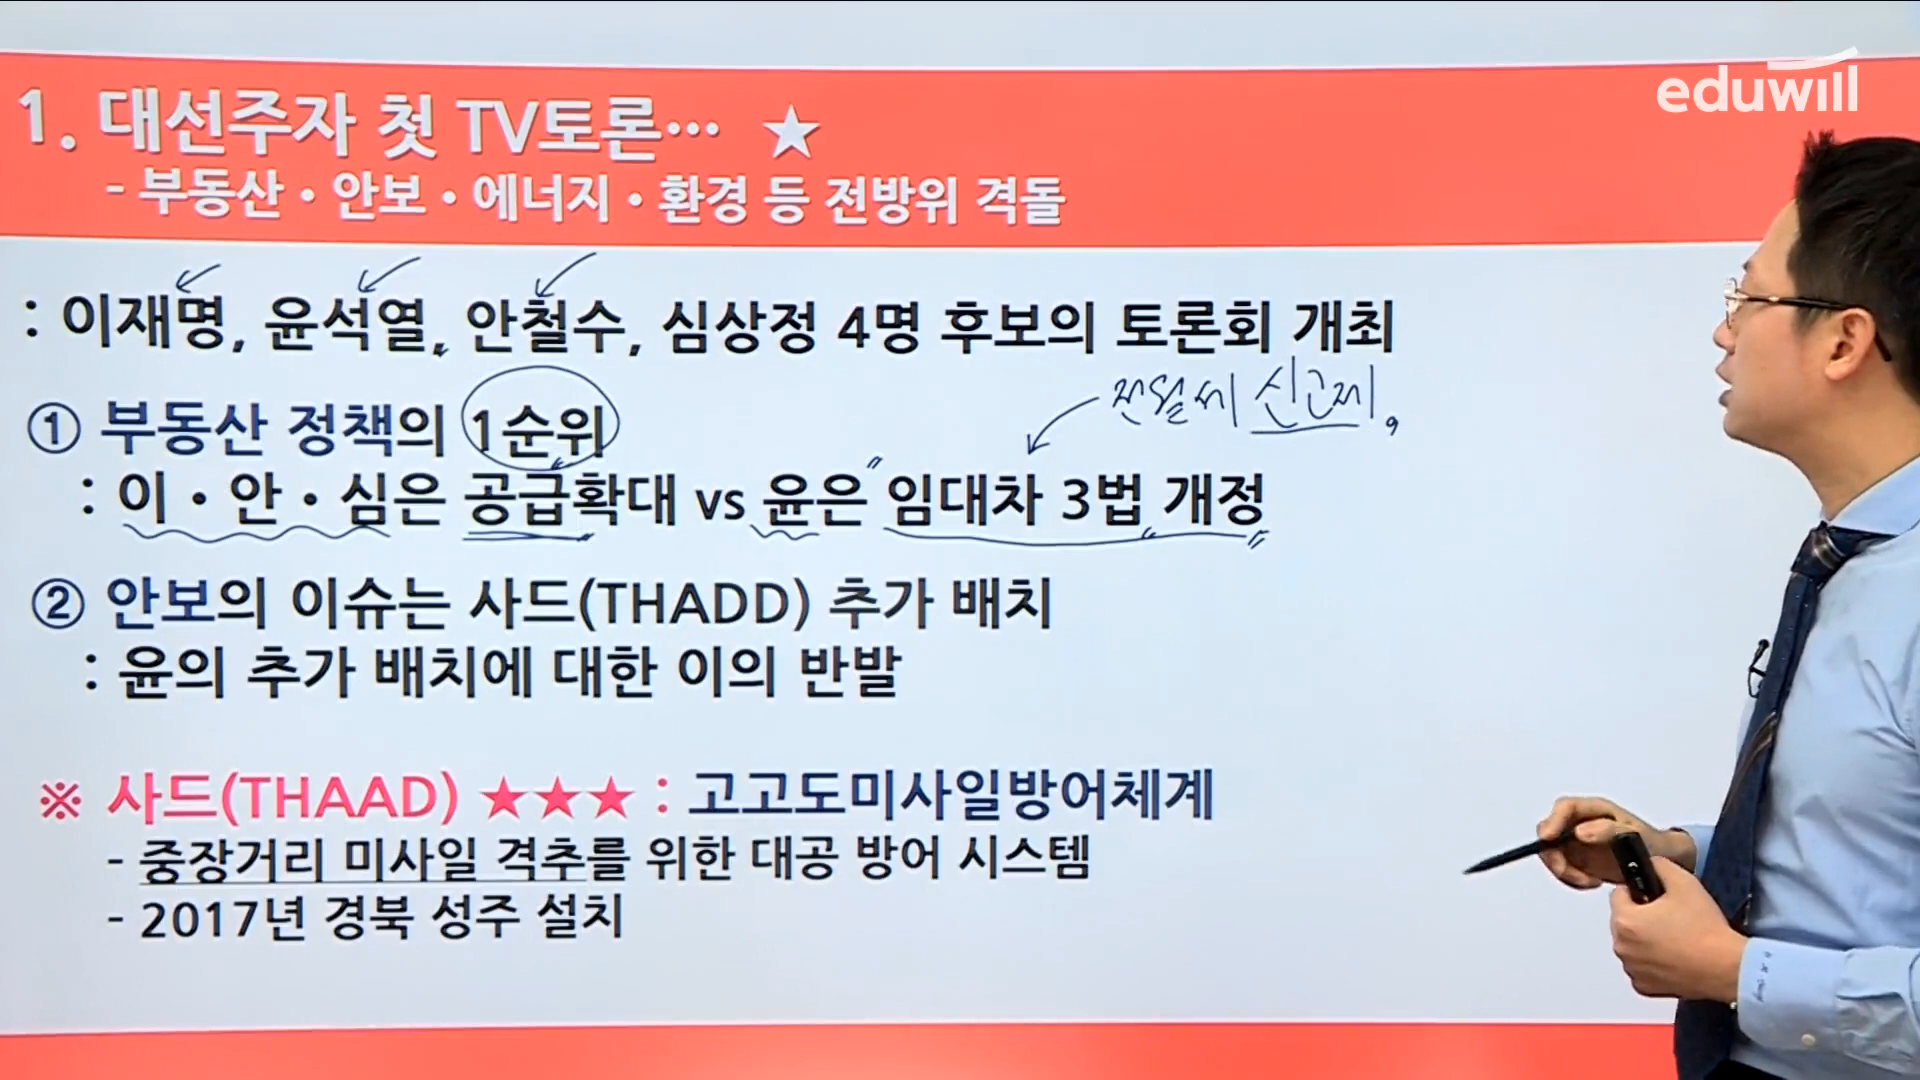 eduwill
1. 대선주자 첫 TV토론… ★
- 부동산·안보·에너지·환경 등 전방위 격돌
: 이재명, 윤석열, 안철수, 심상정 4명 후보의 토론회 개최
전월세 신고제,
① 부동산 정책의 1순위
: 이·안·심은 공급확대 vs 윤은 임대차 3법 개정
② 안보의 이슈는 사드(THADD) 추가 배치
: 윤의 추가 배치에 대한 이의 반발
※ 사드(THAAD) ★★★ : 고고도미사일방어체계
- 중장거리 미사일 격추를 위한 대공 방어 시스템
- 2017년 경북 성주 설치